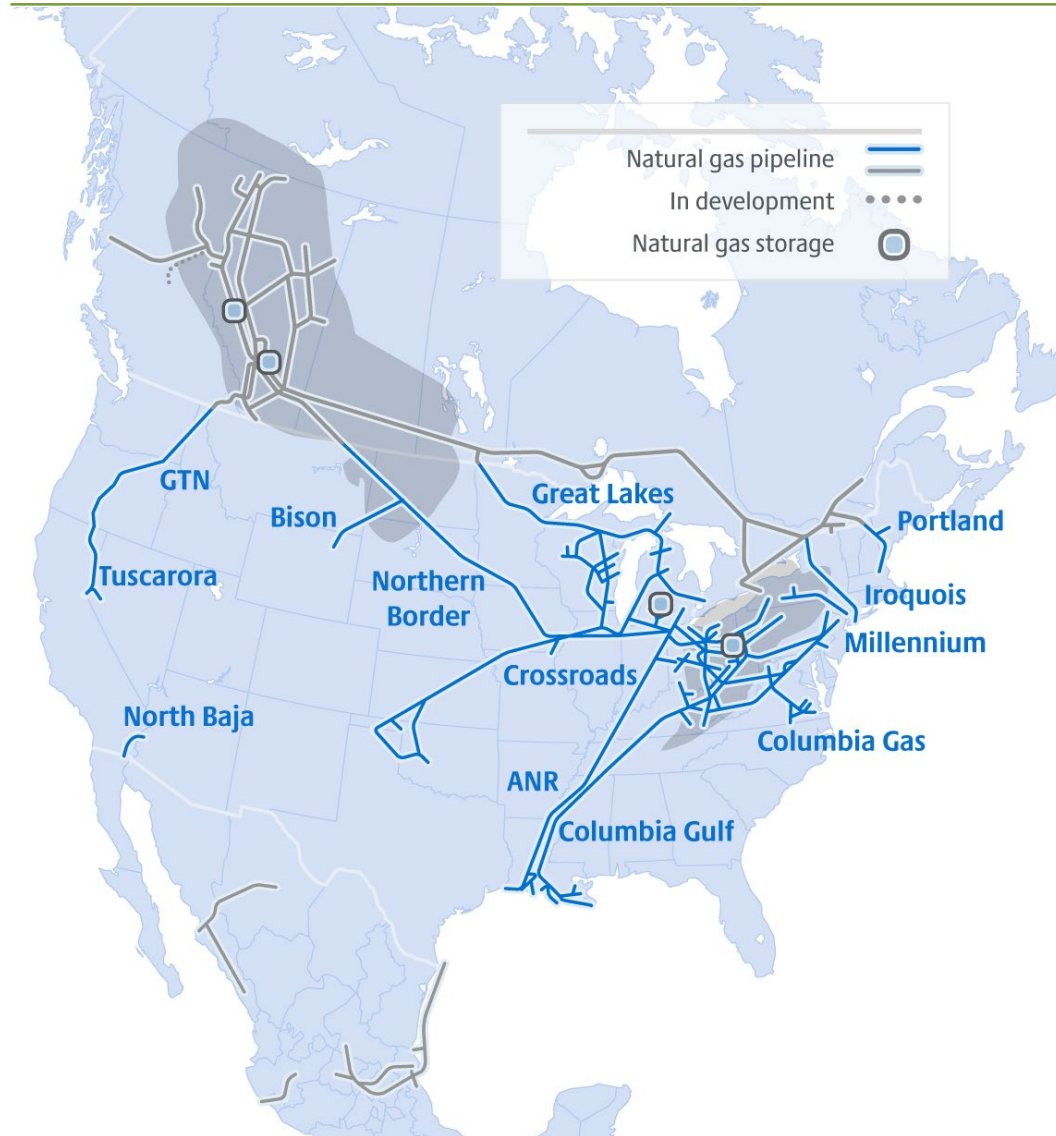 Natural gas pipeline
In development
Natural gas storage
GTN
Great Lakes
Bison
Portland
Tuscarora
Northern
Border
Iroquois
Millennium
Crossroads
North Baja
Columbia Gas
ANR
Columbia Gulf